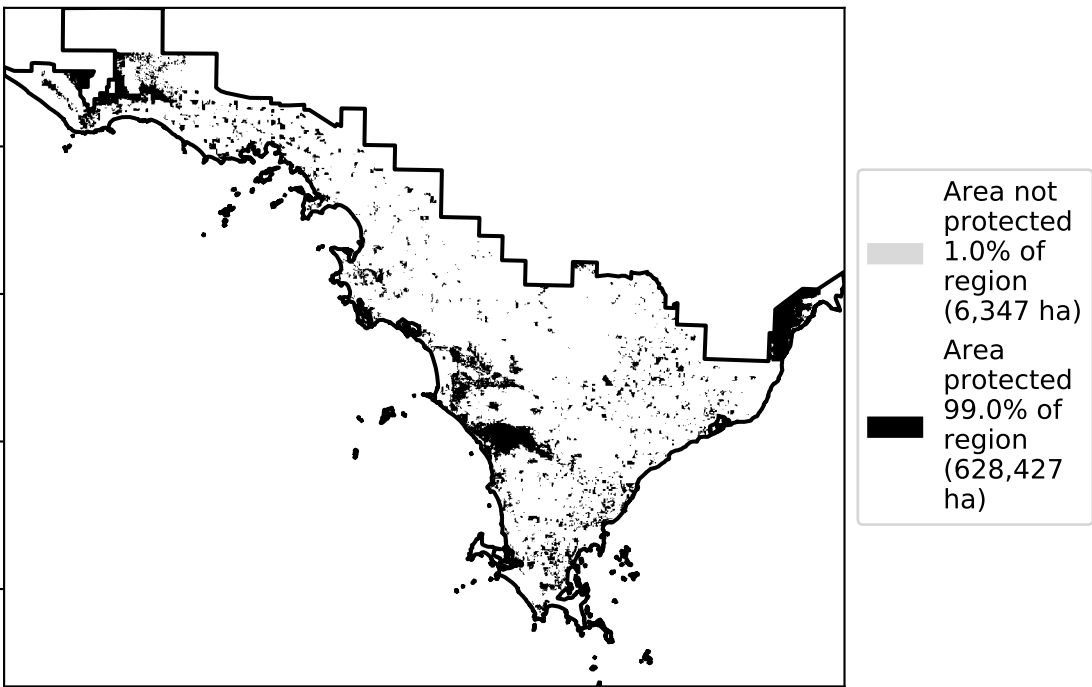 Area not
protected
1.0% of
region
(6,347 ha)
Area
protected
99.0% of
region
(628,427
ha)